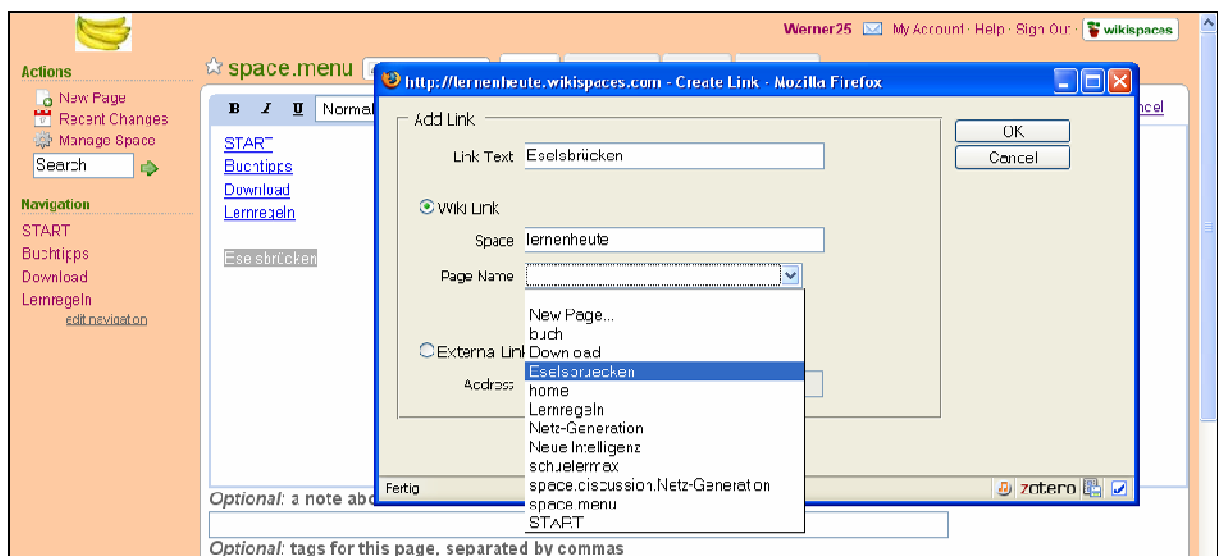 Werner25 My Account · Help · Sign Out · wikispaces
Actions
New Page
Recent Changes
Manage Space
Search
Navigation
START
Buchtipps
Download
Lernregeln
edit navigation
space.menu
B I U Normal
START
Buchtipps
Download
Lernregeln
Eselsbrücken
http://lernenheute.wikispaces.com - Create Link - Mozilla Firefox
Add Link
Link Text Eselsbrücken
OK
Cancel
Wiki Link
Space lernenheute
Page Name
New Page...
buch
Download
Eselsbruecken
home
Lernregeln
Netz-Generation
Neue Intelligenz
schuelermax
space.discussion.Netz-Generation
space.menu
START
External Link
Address
Fertig
zotero
ncel
Optional: a note abo
Optional: tags for this page, separated by commas